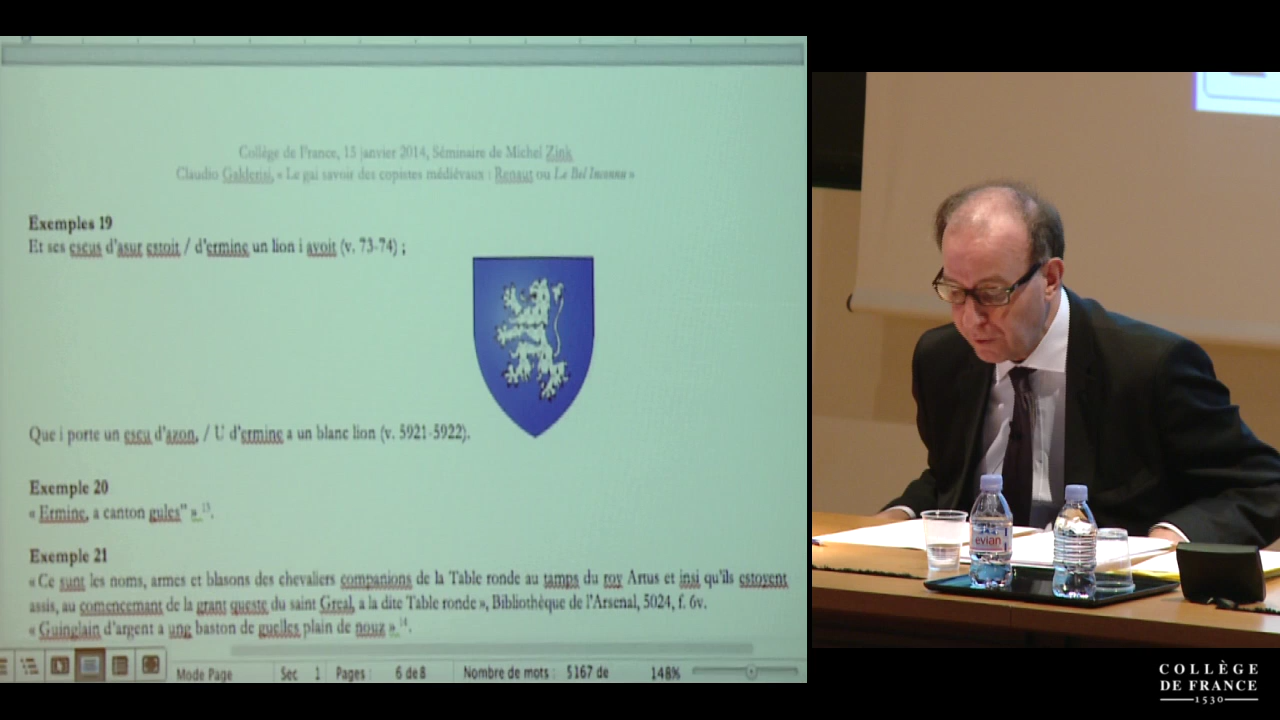 Collège de France, 15 janvier 2014, Séminaire de Michel Zink
Claudio Galderisi, « Le gai savoir des copistes médiévaux : Renaut ou Le Bel Inconnu »
Exemples 19
Et ses escus d'asur estoit / d'ermine un lion i avoit (v. 73-74) ;
Que i porte un escu d'azon, / U d'ermine a un blanc lion (v. 5921-5922).
Exemple 20
« Ermine, a canton gules” » 13.
Exemple 21
« Ce sunt les noms, armes et blasons des chevaliers companions de la Table ronde au tamps du roy Artus et insi qu'ils estoyent
assis, au comencemant de la grant queste du saint Greal, a la dite Table ronde », Bibliothèque de l'Arsenal, 5024, f. 6v.
« Guinglain d'argent a ung baston de guelles plain de nouz » 14.
Mode Page Sec 1 Pages : 6 de 8 Nombre de mots : 5167 de 148%
evian
COLLÈGE
DE FRANCE
1530